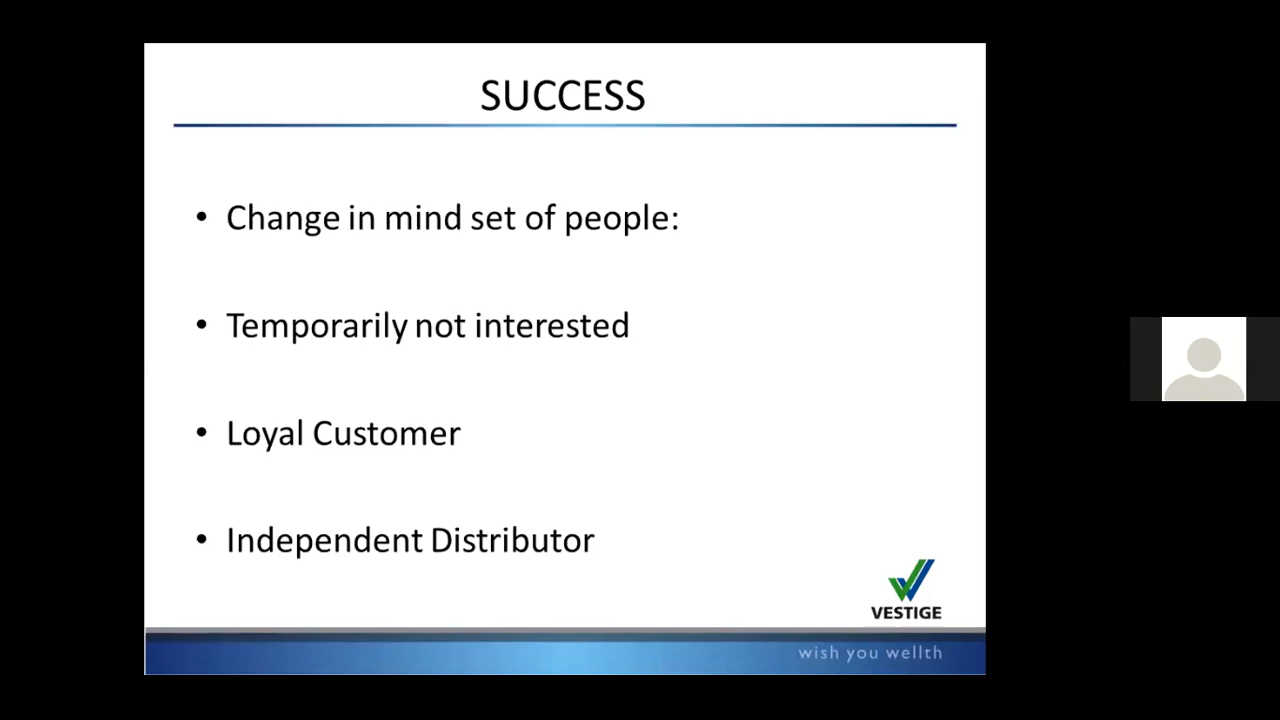 SUCCESS
• Change in mind set of people:
• Temporarily not interested
• Loyal Customer
• Independent Distributor
VESTIGE
wish you wellth